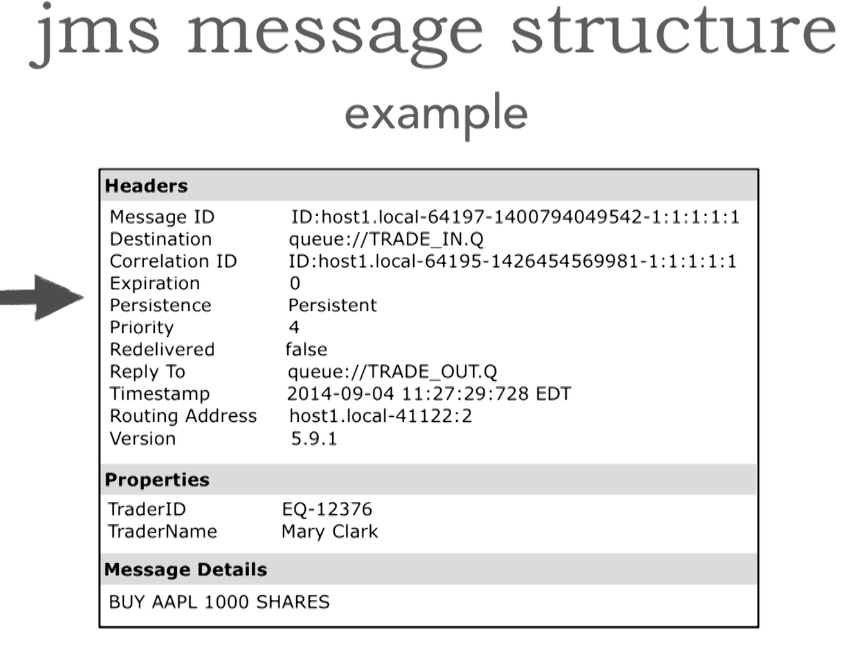 jms message structure
example
Headers
Message ID ID:host1.local-64197-1400794049542-1:1:1:1:1
Destination queue://TRADE_IN.Q
Correlation ID ID:host1.local-64195-1426454569981-1:1:1:1:1
Expiration 0
Persistence Persistent
Priority 4
Redelivered false
Reply To queue://TRADE_OUT.Q
Timestamp 2014-09-04 11:27:29:728 EDT
Routing Address host1.local-41122:2
Version 5.9.1
Properties
TraderID EQ-12376
TraderName Mary Clark
Message Details
BUY AAPL 1000 SHARES